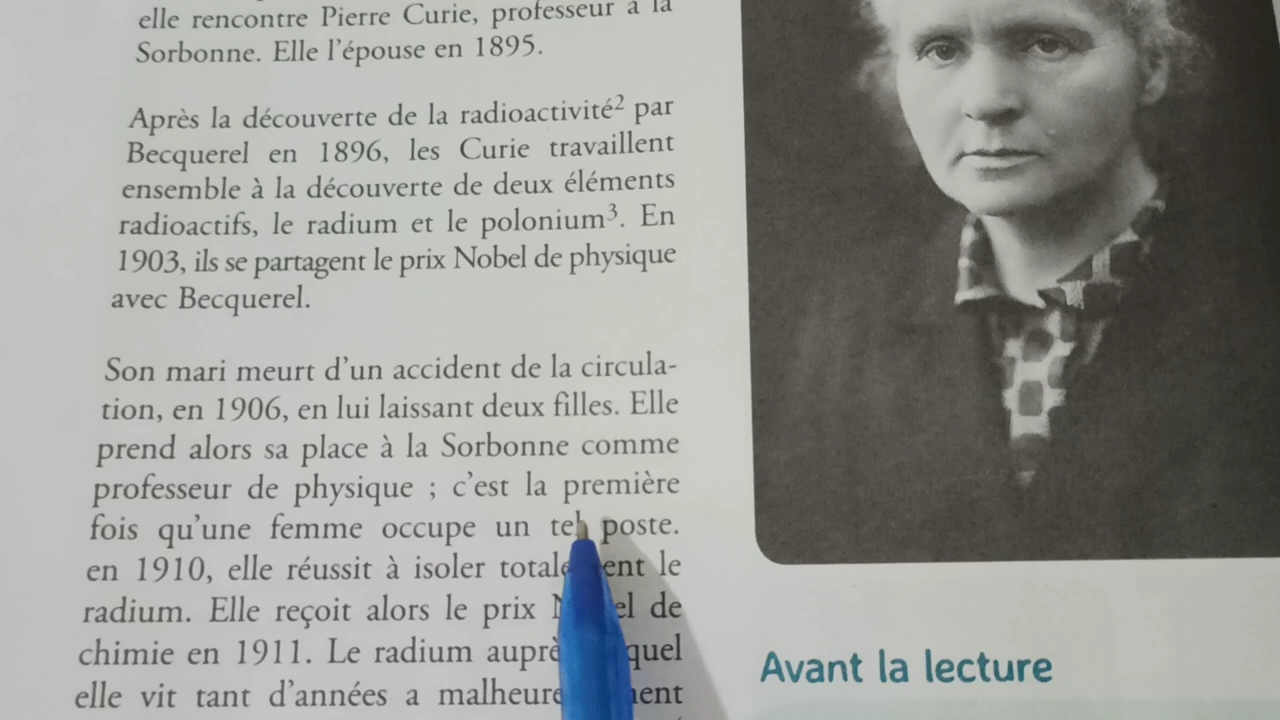 elle rencontre Pierre Curie, professeur à la
Sorbonne. Elle l'épouse en 1895.
Après la découverte de la radioactivité² par
Becquerel en 1896, les Curie travaillent
ensemble à la découverte de deux éléments
radioactifs, le radium et le polonium³. En
1903, ils se partagent le prix Nobel de physique
avec Becquerel.
Son mari meurt d'un accident de la circula-
tion, en 1906, en lui laissant deux filles. Elle
prend alors sa place à la Sorbonne comme
professeur de physique ; c'est la première
fois qu'une femme occupe un tel poste.
en 1910, elle réussit à isoler le
radium. Elle reçoit alors le prix de
chimie en 1911. Le radium
elle vit tant d'années a
Avant la lecture